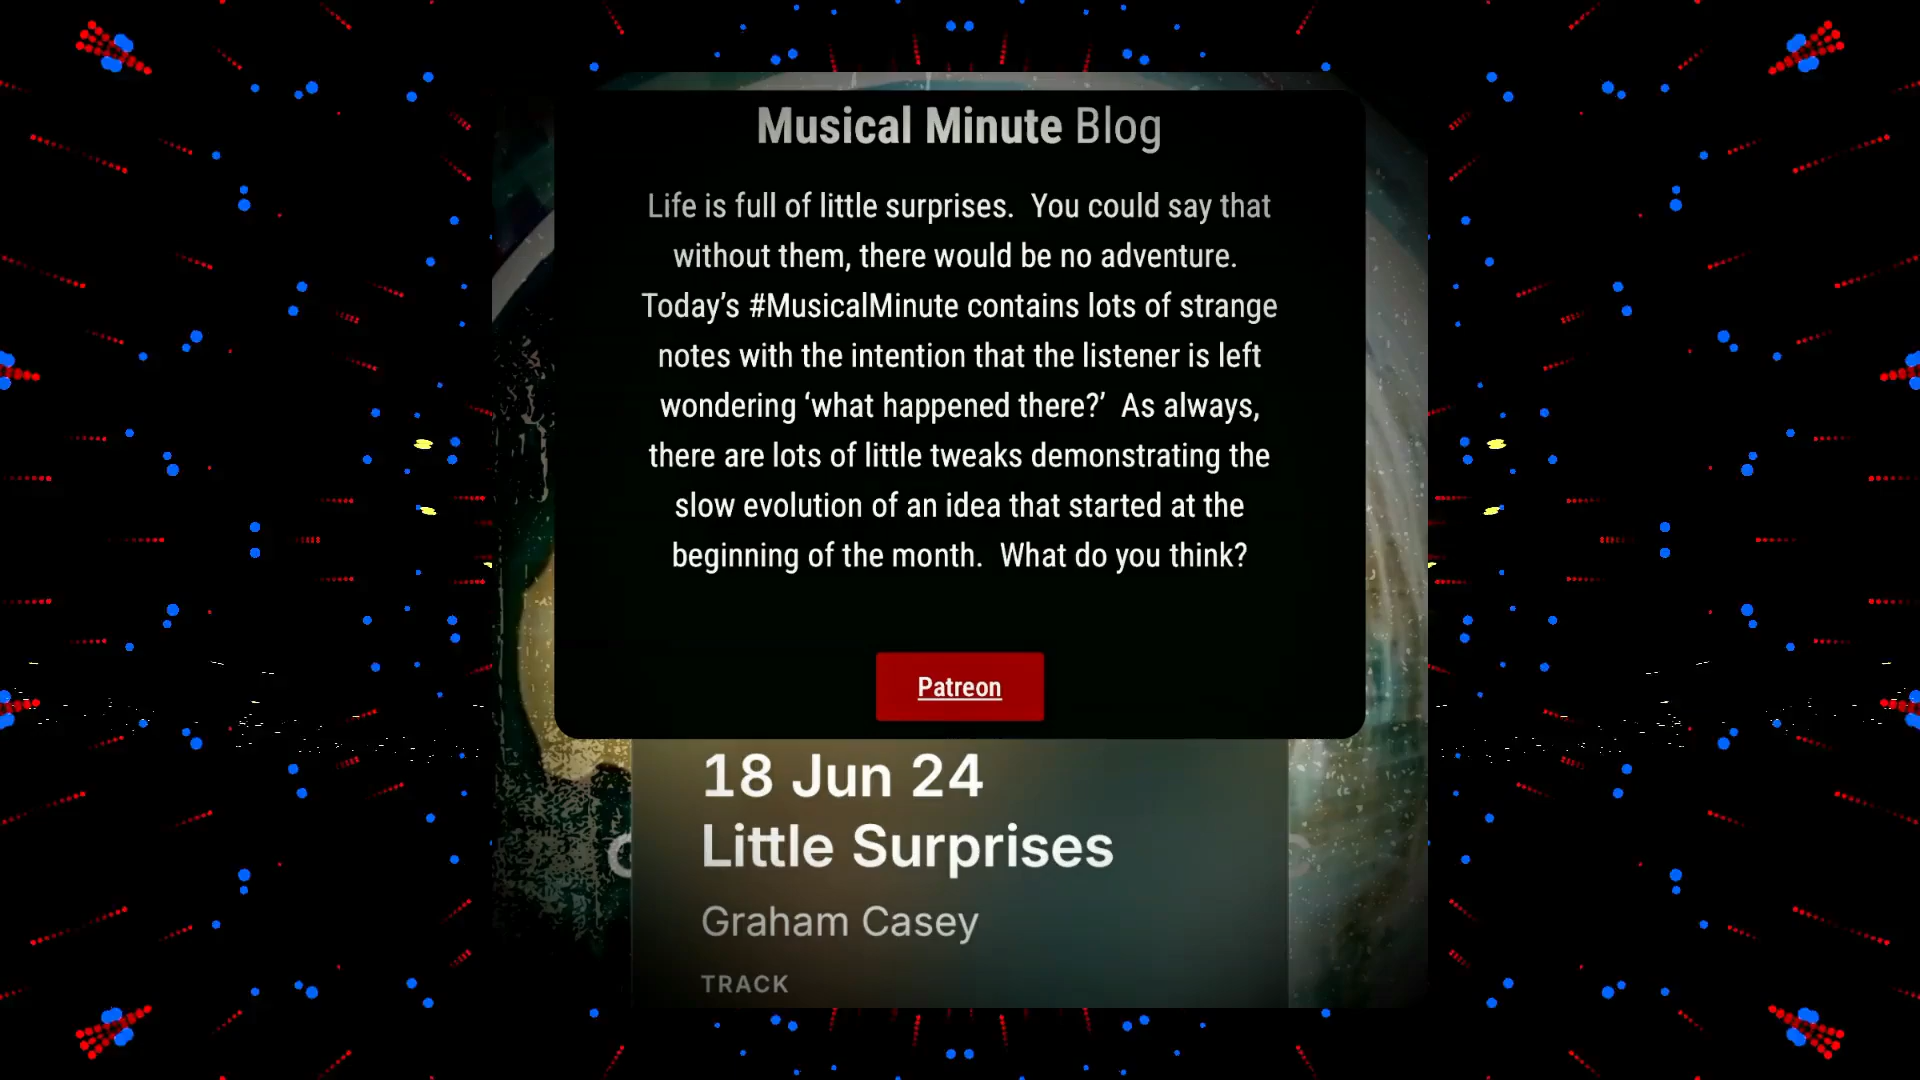 Musical Minute Blog
Life is full of little surprises.  You could say that
without them, there would be no adventure.
Today’s #MusicalMinute contains lots of strange
notes with the intention that the listener is left
wondering ‘what happened there?’  As always,
there are lots of little tweaks demonstrating the
slow evolution of an idea that started at the
beginning of the month.  What do you think?
Patreon
18 Jun 24
Little Surprises
Graham Casey
TRACK